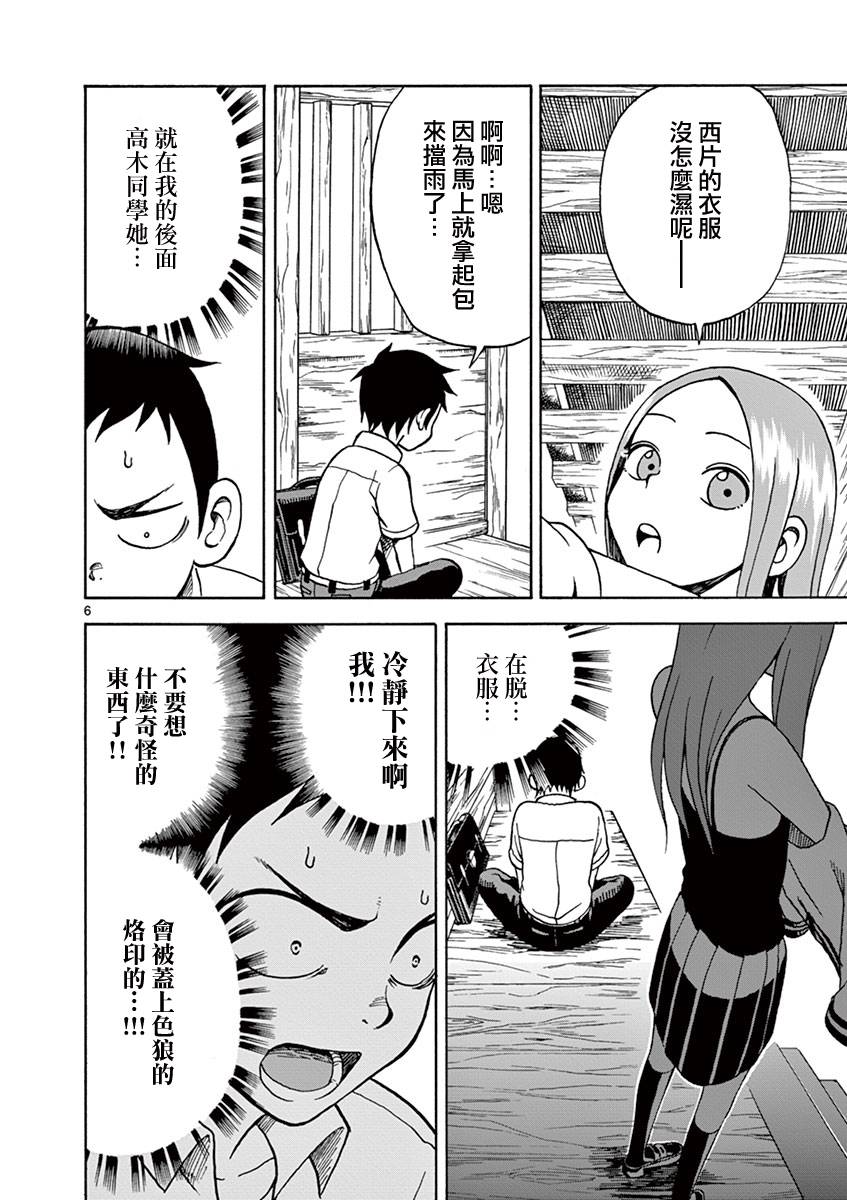 西片的衣服
沒怎麼濕呢——
啊啊…嗯
因為馬上就拿起包
來擋雨了…
就在我的後面
高木同學她…
6
在脫…
衣服…
冷靜下來啊
我!!!
不要想
什麼奇怪的
東西了!!
會被蓋上色狼的
烙印的…!!!